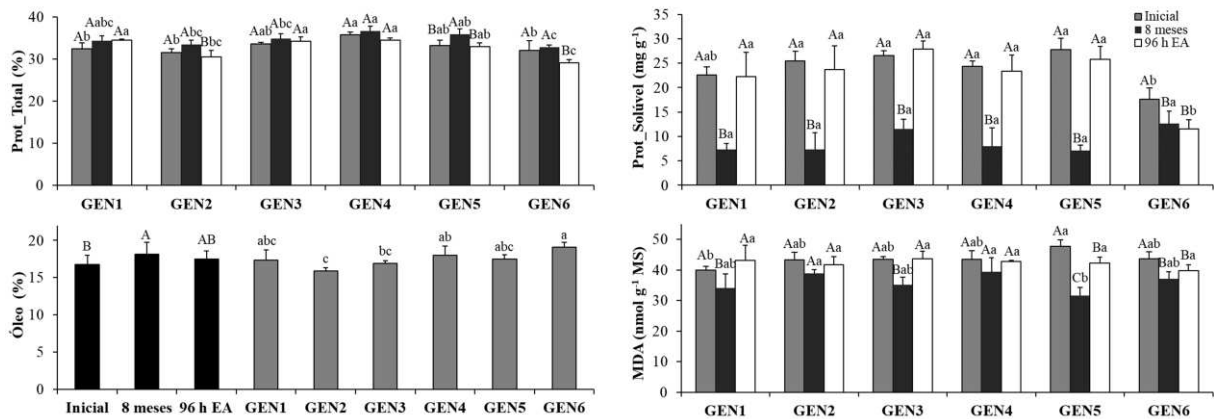 Prot_Total (%)
40
30
20
10
0
Ab Aabc Aa Ab Abc Bbc Aab Abc Aa Aa Aa Aa Bab Aab Aa Ab Ac Bc
GEN1 GEN2 GEN3 GEN4 GEN5 GEN6
Prot_Solúvel (mg g-1)
35
30
25
20
15
10
5
0
Inicial
8 meses
96 h EA
Aab Ba Aa Aa Ba Aa Aa Ba Aa Aa Ba Aa Aa Ba Aa Ab Ba Bb
GEN1 GEN2 GEN3 GEN4 GEN5 GEN6
Óleo (%)
20
15
10
5
0
B A AB abc c bc ab abc a
Inicial 8 meses 96 h EA GEN1 GEN2 GEN3 GEN4 GEN5 GEN6
MDA (nmol g-1 MS)
50
40
30
20
10
0
Ab Bab Aa Aab Aa Aa Aab Bab Aa Aab Aa Aa Aa Cb Ba Aab Bab Ba
GEN1 GEN2 GEN3 GEN4 GEN5 GEN6